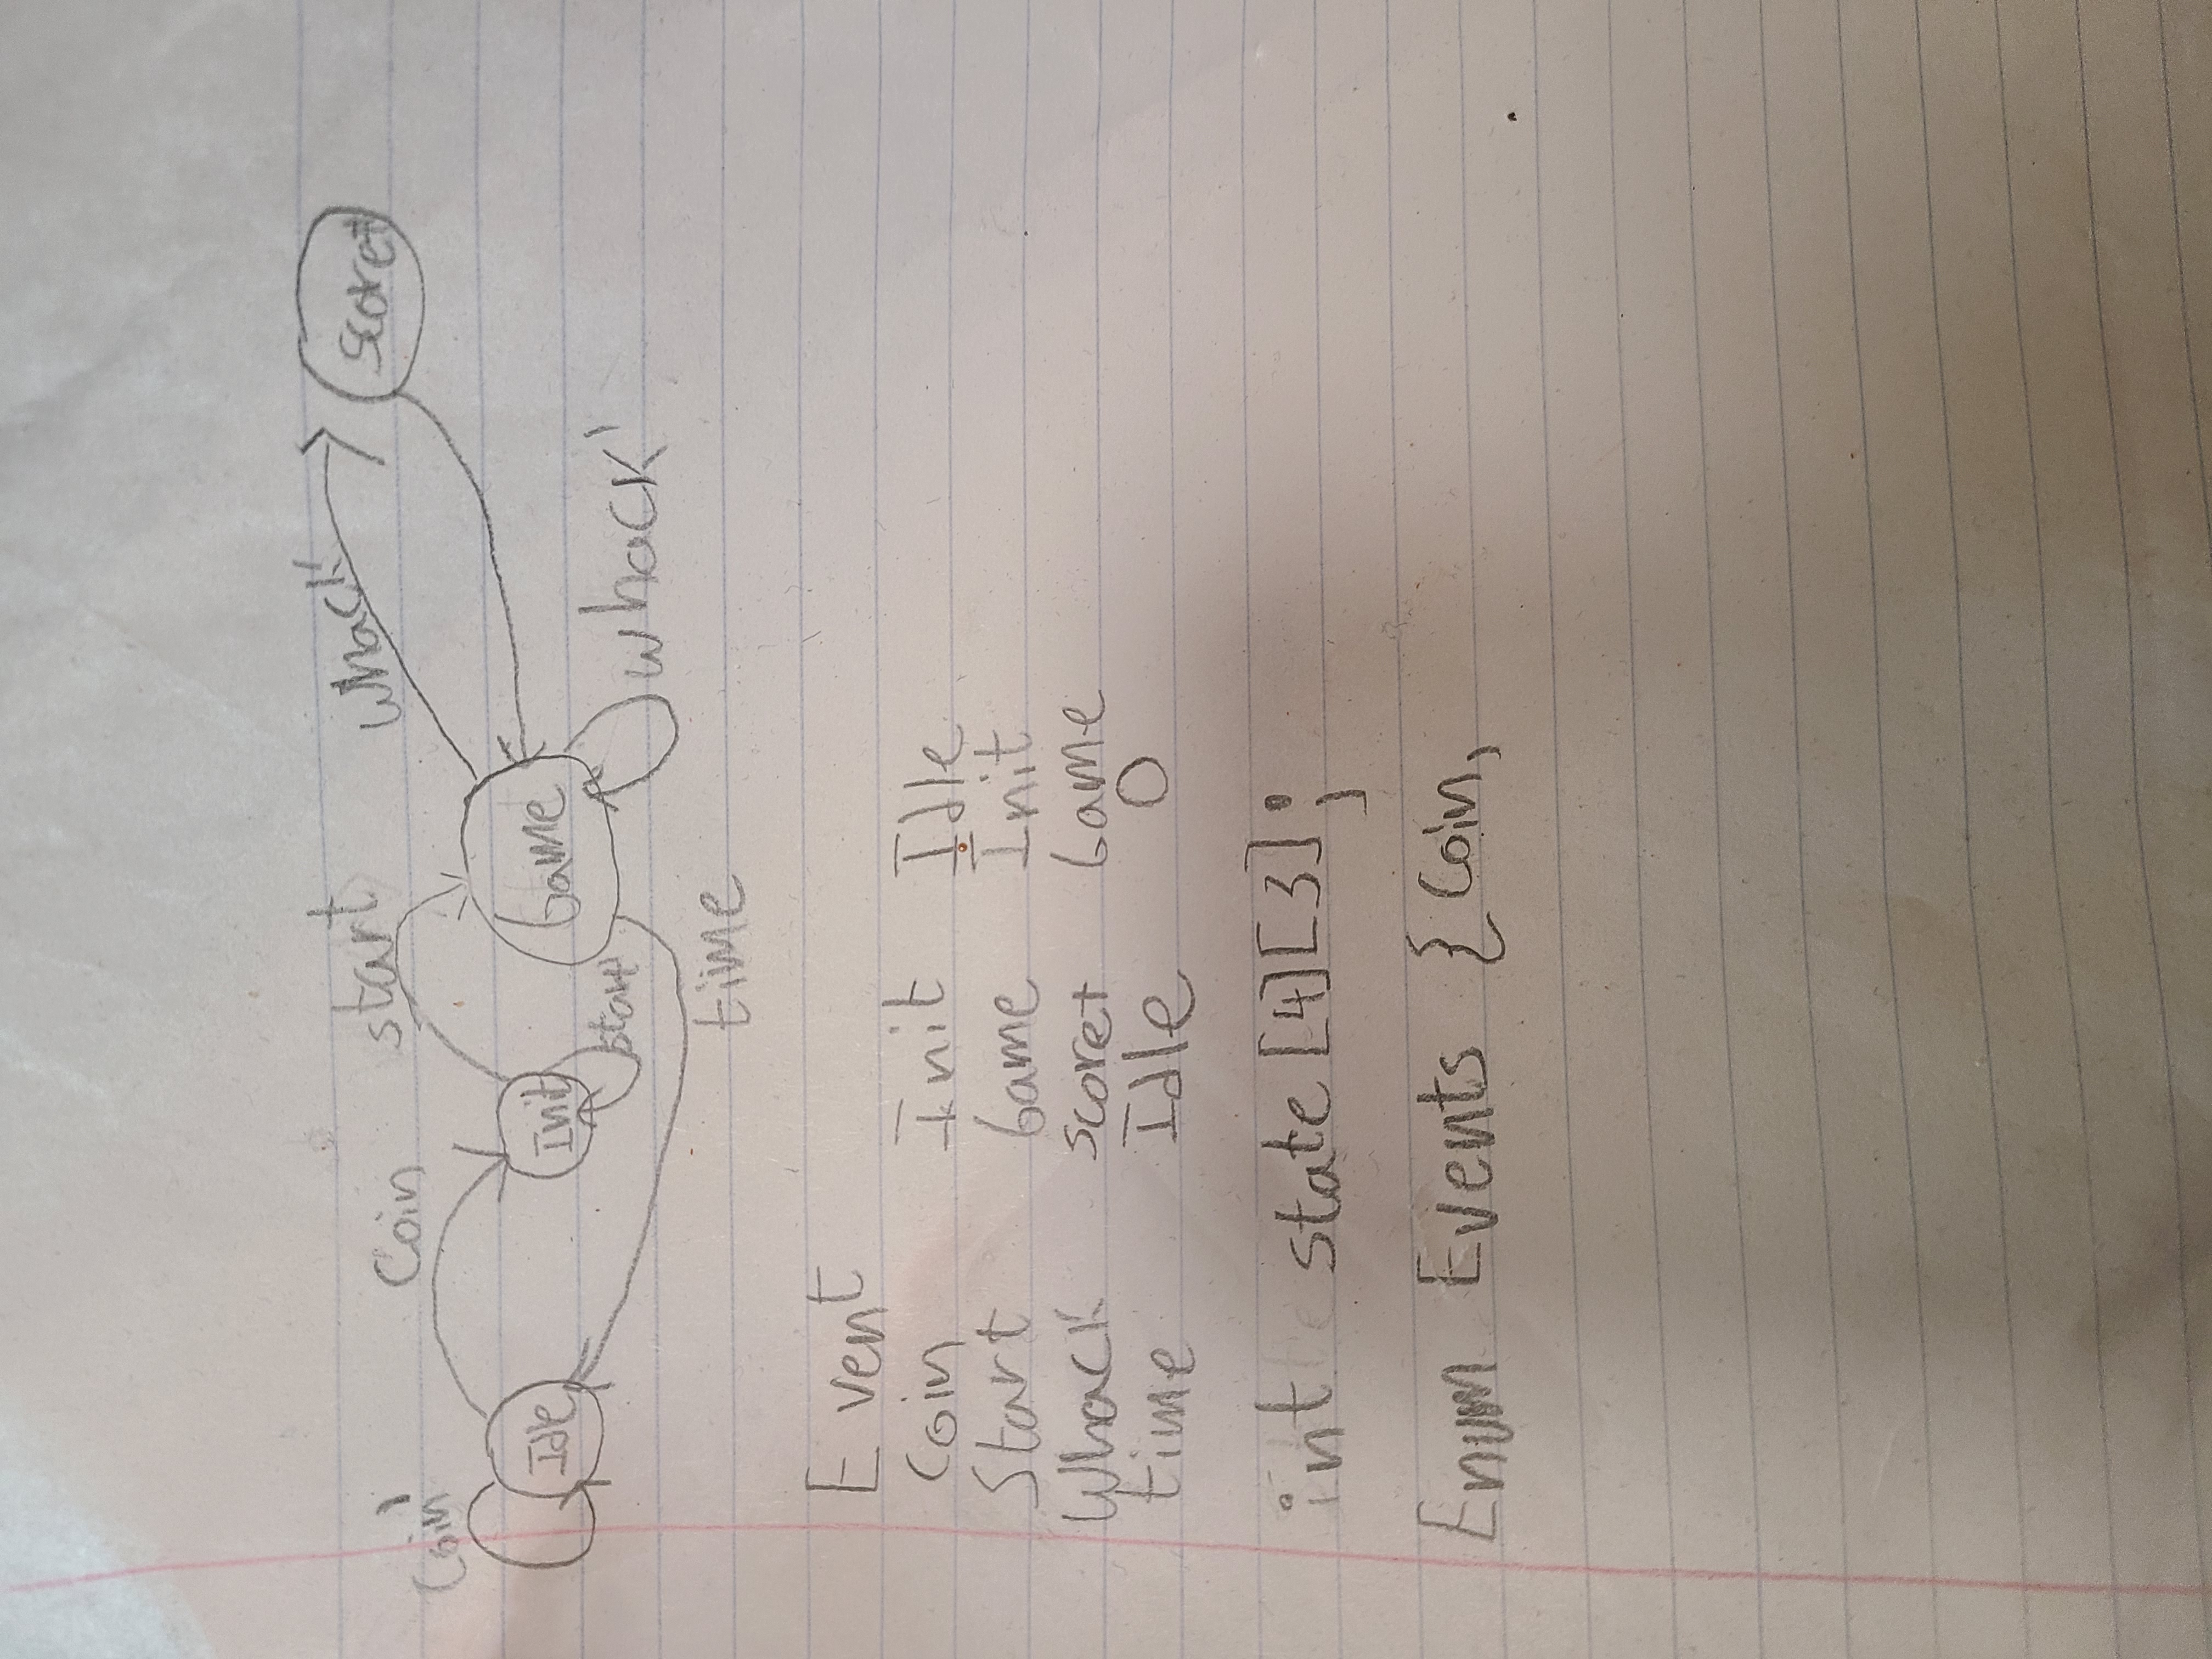 whack
score+
start
Coin
Coin'
Idle
Init
Game
start'
whack'
time
Event
Coin Init Idle
Start Game Init
Whack score+ Game
time Idle 0
int state [4][3];
Enum Events { Coin,